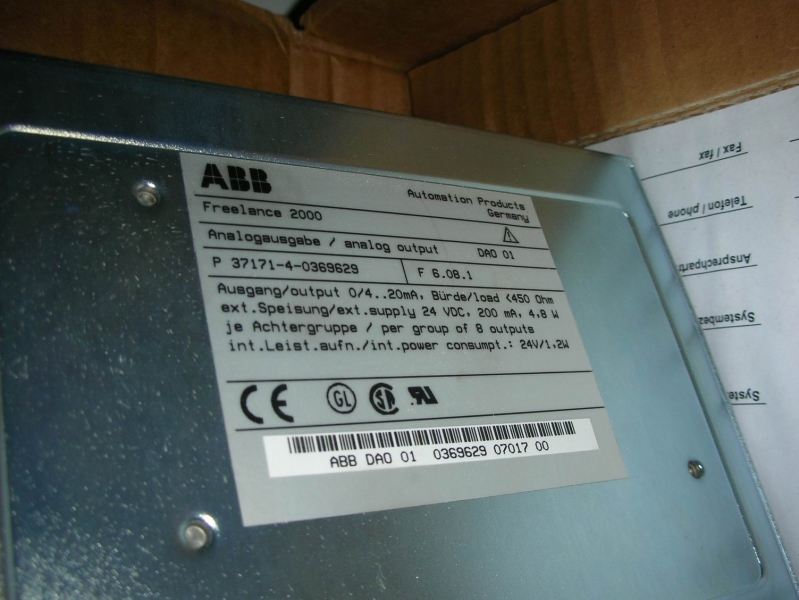 ABB
Automation Products
Germany
Freelance 2000
Analogausgabe / analog output DAO 01
P 37171-4-0369629 F 6.08.1
Ausgang/output 0/4..20mA, Bürde/load <450 Ohm
ext.Speisung/ext.supply 24 VDC, 200 mA, 4,8 W
je Achtergruppe / per group of 8 outputs
int.Leist.aufn./int.power consumpt.: 24V/1.2W
CE GL
ABB DAO 01 0369629 07017 00
Fax / fax
Telefon / phone